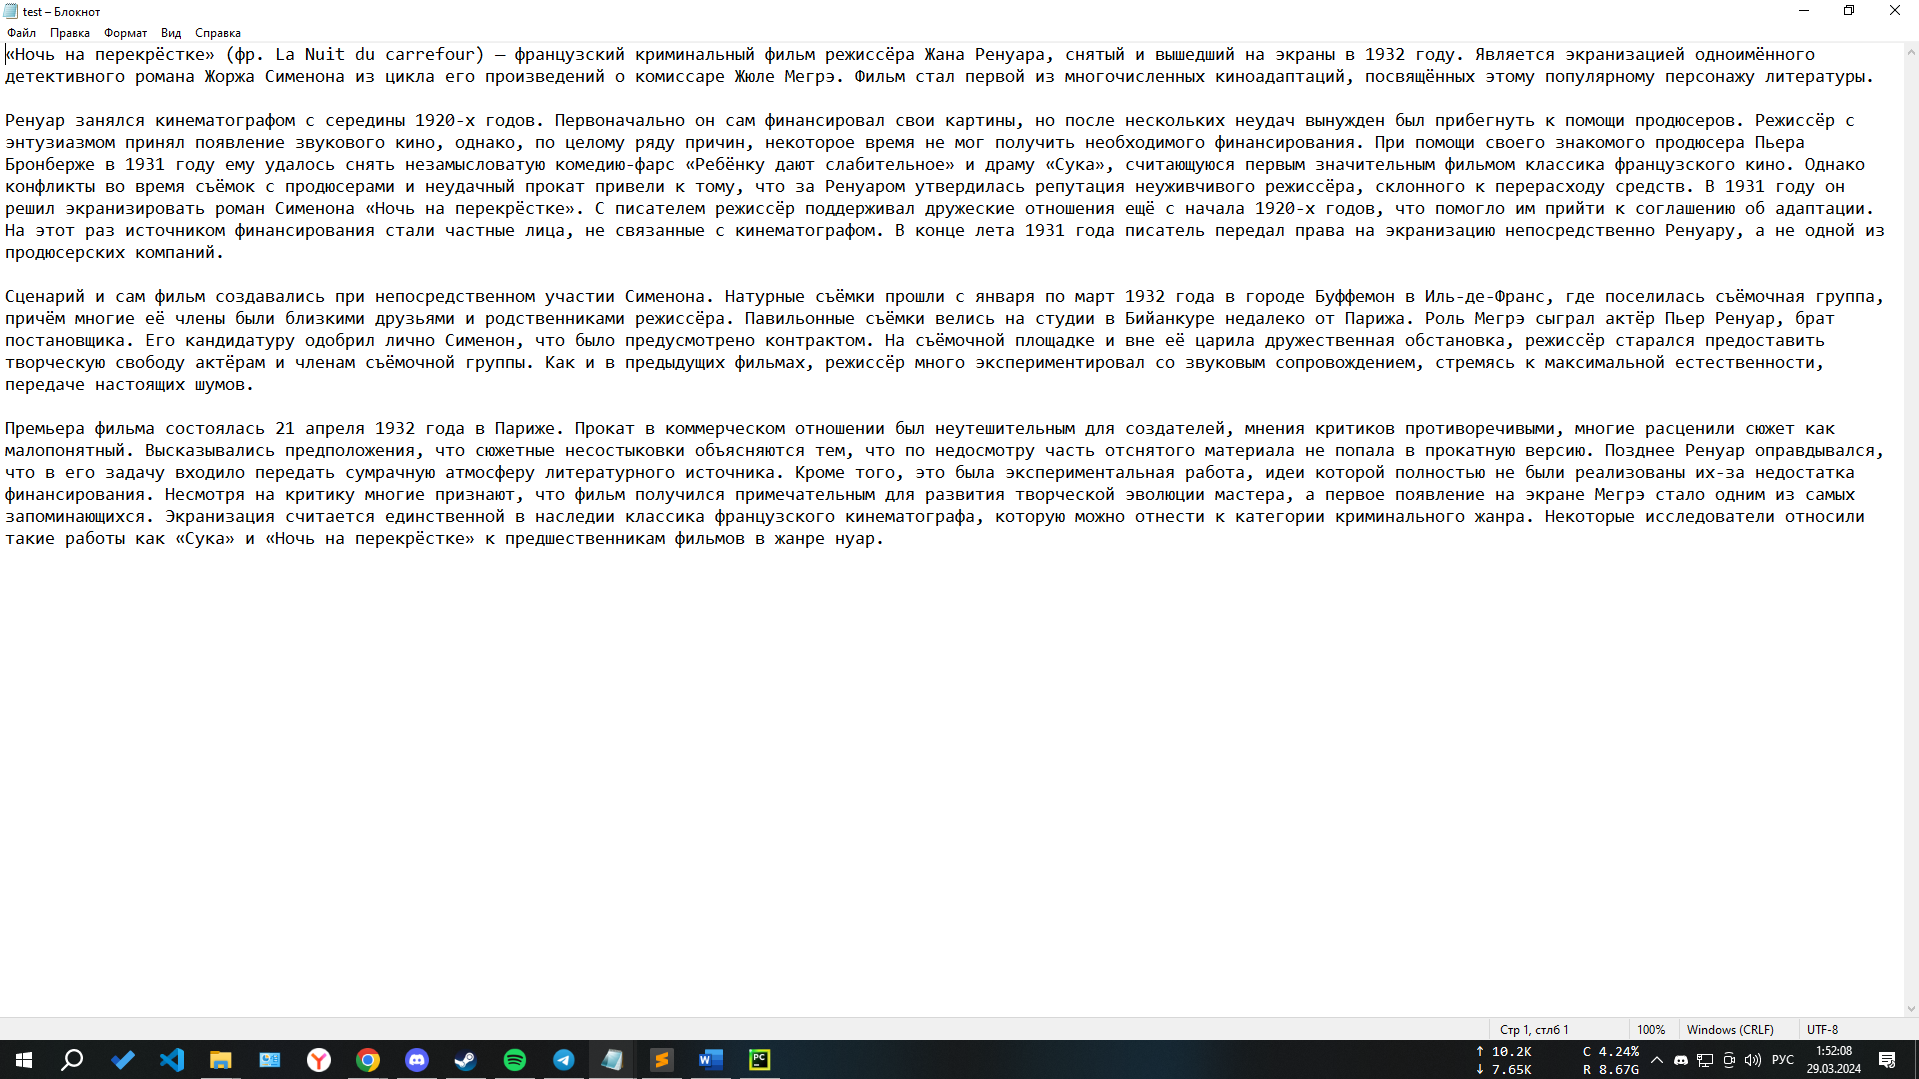 test – Блокнот
Файл Правка Формат Вид Справка
«Ночь на перекрёстке» (фр. La Nuit du carrefour) — французский криминальный фильм режиссёра Жана Ренуара, снятый и вышедший на экраны в 1932 году. Является экранизацией одноимённого
детективного романа Жоржа Сименона из цикла его произведений о комиссаре Жюле Мегрэ. Фильм стал первой из многочисленных киноадаптаций, посвящённых этому популярному персонажу литературы.
Ренуар занялся кинематографом с середины 1920-х годов. Первоначально он сам финансировал свои картины, но после нескольких неудач вынужден был прибегнуть к помощи продюсеров. Режиссёр с
энтузиазмом принял появление звукового кино, однако, по целому ряду причин, некоторое время не мог получить необходимого финансирования. При помощи своего знакомого продюсера Пьера
Бронберже в 1931 году ему удалось снять незамысловатую комедию-фарс «Ребёнку дают слабительное» и драму «Сука», считающуюся первым значительным фильмом классика французского кино. Однако
конфликты во время съёмок с продюсерами и неудачный прокат привели к тому, что за Ренуаром утвердилась репутация неуживчивого режиссёра, склонного к перерасходу средств. В 1931 году он
решил экранизировать роман Сименона «Ночь на перекрёстке». С писателем режиссёр поддерживал дружеские отношения ещё с начала 1920-х годов, что помогло им прийти к соглашению об адаптации.
На этот раз источником финансирования стали частные лица, не связанные с кинематографом. В конце лета 1931 года писатель передал права на экранизацию непосредственно Ренуару, а не одной из
продюсерских компаний.
Сценарий и сам фильм создавались при непосредственном участии Сименона. Натурные съёмки прошли с января по март 1932 года в городе Буффемон в Иль-де-Франс, где поселилась съёмочная группа,
причём многие её члены были близкими друзьями и родственниками режиссёра. Павильонные съёмки велись на студии в Бийанкуре недалеко от Парижа. Роль Мегрэ сыграл актёр Пьер Ренуар, брат
постановщика. Его кандидатуру одобрил лично Сименон, что было предусмотрено контрактом. На съёмочной площадке и вне её царила дружественная обстановка, режиссёр старался предоставить
творческую свободу актёрам и членам съёмочной группы. Как и в предыдущих фильмах, режиссёр много экспериментировал со звуковым сопровождением, стремясь к максимальной естественности,
передаче настоящих шумов.
Премьера фильма состоялась 21 апреля 1932 года в Париже. Прокат в коммерческом отношении был неутешительным для создателей, мнения критиков противоречивыми, многие расценили сюжет как
малопонятный. Высказывались предположения, что сюжетные несостыковки объясняются тем, что по недосмотру часть отснятого материала не попала в прокатную версию. Позднее Ренуар оправдывался,
что в его задачу входило передать сумрачную атмосферу литературного источника. Кроме того, это была экспериментальная работа, идеи которой полностью не были реализованы их-за недостатка
финансирования. Несмотря на критику многие признают, что фильм получился примечательным для развития творческой эволюции мастера, а первое появление на экране Мегрэ стало одним из самых
запоминающихся. Экранизация считается единственной в наследии классика французского кинематографа, которую можно отнести к категории криминального жанра. Некоторые исследователи относили
такие работы как «Сука» и «Ночь на перекрёстке» к предшественникам фильмов в жанре нуар.
Стр 1, стлб 1 100% Windows (CRLF) UTF-8
↑ 10.2K C 4.24% 1:52:08
↓ 7.65K R 8.67G РУС 29.03.2024